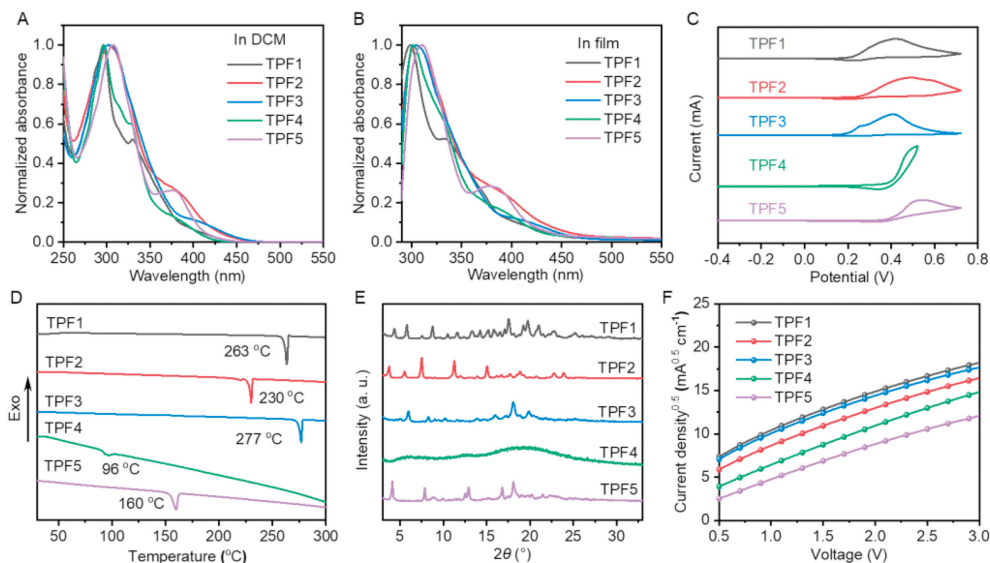 A
In DCM
TPF1
TPF2
TPF3
TPF4
TPF5
Normalized absorbance
1.0
0.8
0.6
0.4
0.2
0.0
250 300 350 400 450 500 550
Wavelength (nm)
B
In film
TPF1
TPF2
TPF3
TPF4
TPF5
Normalized absorbance
1.0
0.8
0.6
0.4
0.2
0.0
300 350 400 450 500 550
Wavelength (nm)
C
TPF1
TPF2
TPF3
TPF4
TPF5
Current (mA)
-0.4 -0.2 0.0 0.2 0.4 0.6 0.8
Potential (V)
D
TPF1
263 °C
TPF2
230 °C
TPF3
277 °C
TPF4
96 °C
TPF5
160 °C
Exo
50 100 150 200 250 300
Temperature (°C)
E
TPF1
TPF2
TPF3
TPF4
TPF5
Intensity (a. u.)
5 10 15 20 25 30
2θ (°)
F
TPF1
TPF2
TPF3
TPF4
TPF5
Current density⁰·⁵ (mA⁰·⁵ cm⁻¹)
25
20
15
10
5
0
0.5 1.0 1.5 2.0 2.5 3.0
Voltage (V)